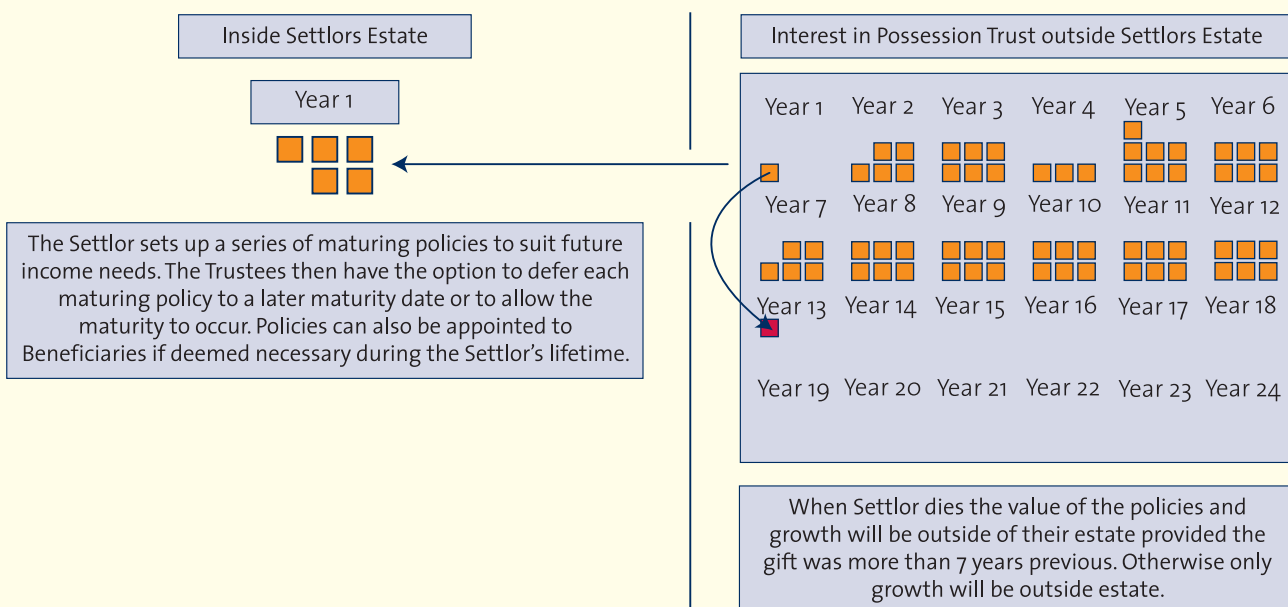 Inside Settlors Estate
Year 1
The Settlor sets up a series of maturing policies to suit future
income needs. The Trustees then have the option to defer each
maturing policy to a later maturity date or to allow the
maturity to occur. Policies can also be appointed to
Beneficiaries if deemed necessary during the Settlor's lifetime.
Interest in Possession Trust outside Settlors Estate
Year 1 Year 2 Year 3 Year 4 Year 5 Year 6
Year 7 Year 8 Year 9 Year 10 Year 11 Year 12
Year 13 Year 14 Year 15 Year 16 Year 17 Year 18
Year 19 Year 20 Year 21 Year 22 Year 23 Year 24
When Settlor dies the value of the policies and
growth will be outside of their estate provided the
gift was more than 7 years previous. Otherwise only
growth will be outside estate.